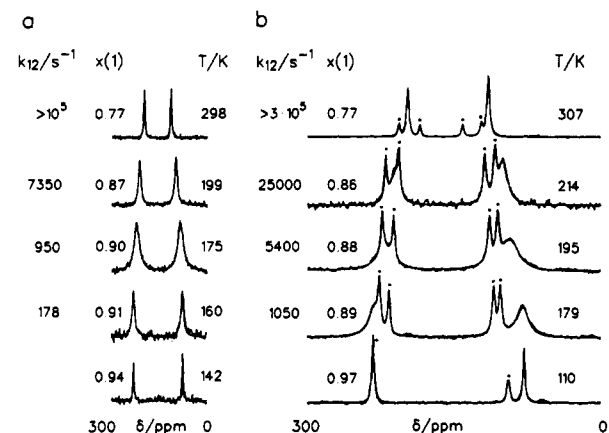 a b
k₁₂/s⁻¹ x(1) T/K k₁₂/s⁻¹ x(1) T/K
>10⁵ 0.77 298 >3·10⁵ 0.77 307
7350 0.87 199 25000 0.86 214
950 0.90 175 5400 0.88 195
178 0.91 160 1050 0.89 179
0.94 142 0.97 110
300 δ/ppm 0 300 δ/ppm 0